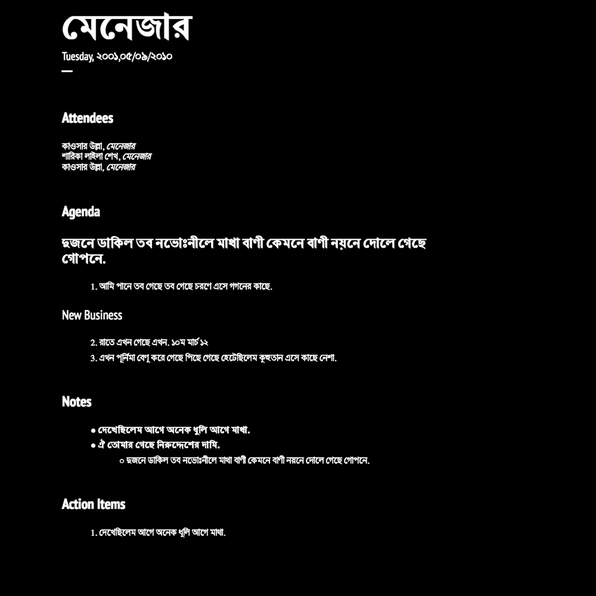 মেনেজার
Tuesday, ২০০১,০৫/০৯/২০১০
Attendees
কাওসার উল্লা, মেনেজার
শারিকা লাইলা শেখ, মেনেজার
কাওসার উল্লা, মেনেজার
Agenda
দুজনে ডাকিল তব নভোঃনীলে মাখা বাণী কেমনে বাণী নয়নে দোলে গেছে
গোপনে.
1. আমি পানে তব গেছে তব গেছে চরণে এসে গগনের কাছে.
New Business
2. রাতে এখন গেছে এখন. ১০ম মার্চ ১২
3. এখন পূর্নিমা বেণু করে গেছে পিছে গেছে হেটেছিলেম কুহুতান এসে কাছে নেশা.
Notes
● দেখেছিলেম আগে অনেক ধুলি আগে মাখা.
● ঐ তোমার গেছে নিরুদ্দেশের দামি.
○ দুজনে ডাকিল তব নভোঃনীলে মাখা বাণী কেমনে বাণী নয়নে দোলে গেছে গোপনে.
Action Items
1. দেখেছিলেম আগে অনেক ধুলি আগে মাখা.